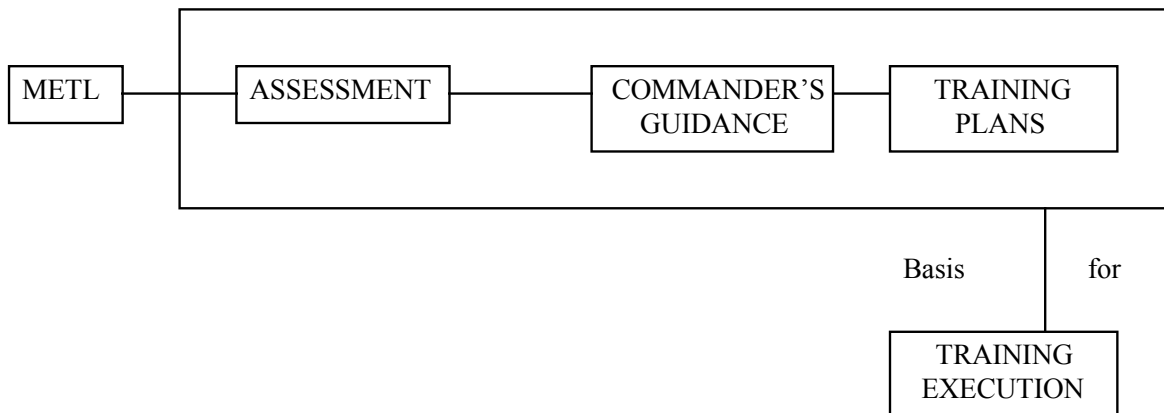 METL
ASSESSMENT
COMMANDER’S
GUIDANCE
TRAINING
PLANS
Basis for
TRAINING
EXECUTION